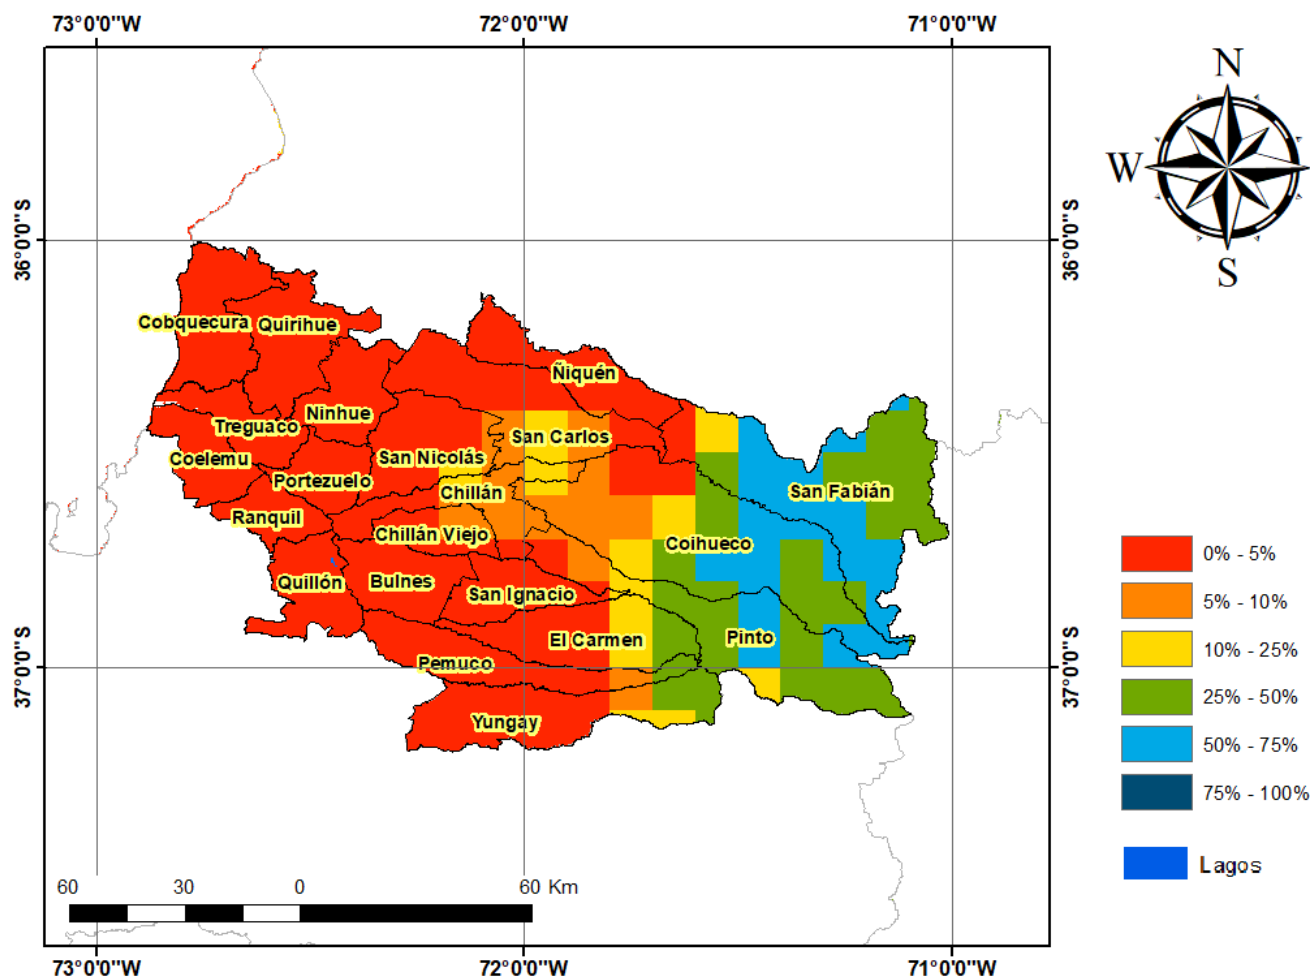 73°0'0"W 72°0'0"W 71°0'0"W
N
W
S
36°0'0"S
36°0'0"S
Cobquecura Quirihue
Ñiquén
Ninhue
Treguaco
San Carlos
Coelemu
San Nicolás
Portezuelo
Chillán
San Fabián
Ranquil
Chillán Viejo
Coihueco
Quillón
Bulnes
San Ignacio
El Carmen
Pinto
Pemuco
Yungay
37°0'0"S
37°0'0"S
0% - 5%
5% - 10%
10% - 25%
25% - 50%
50% - 75%
75% - 100%
Lagos
60 30 0 60 Km
73°0'0"W 72°0'0"W 71°0'0"W